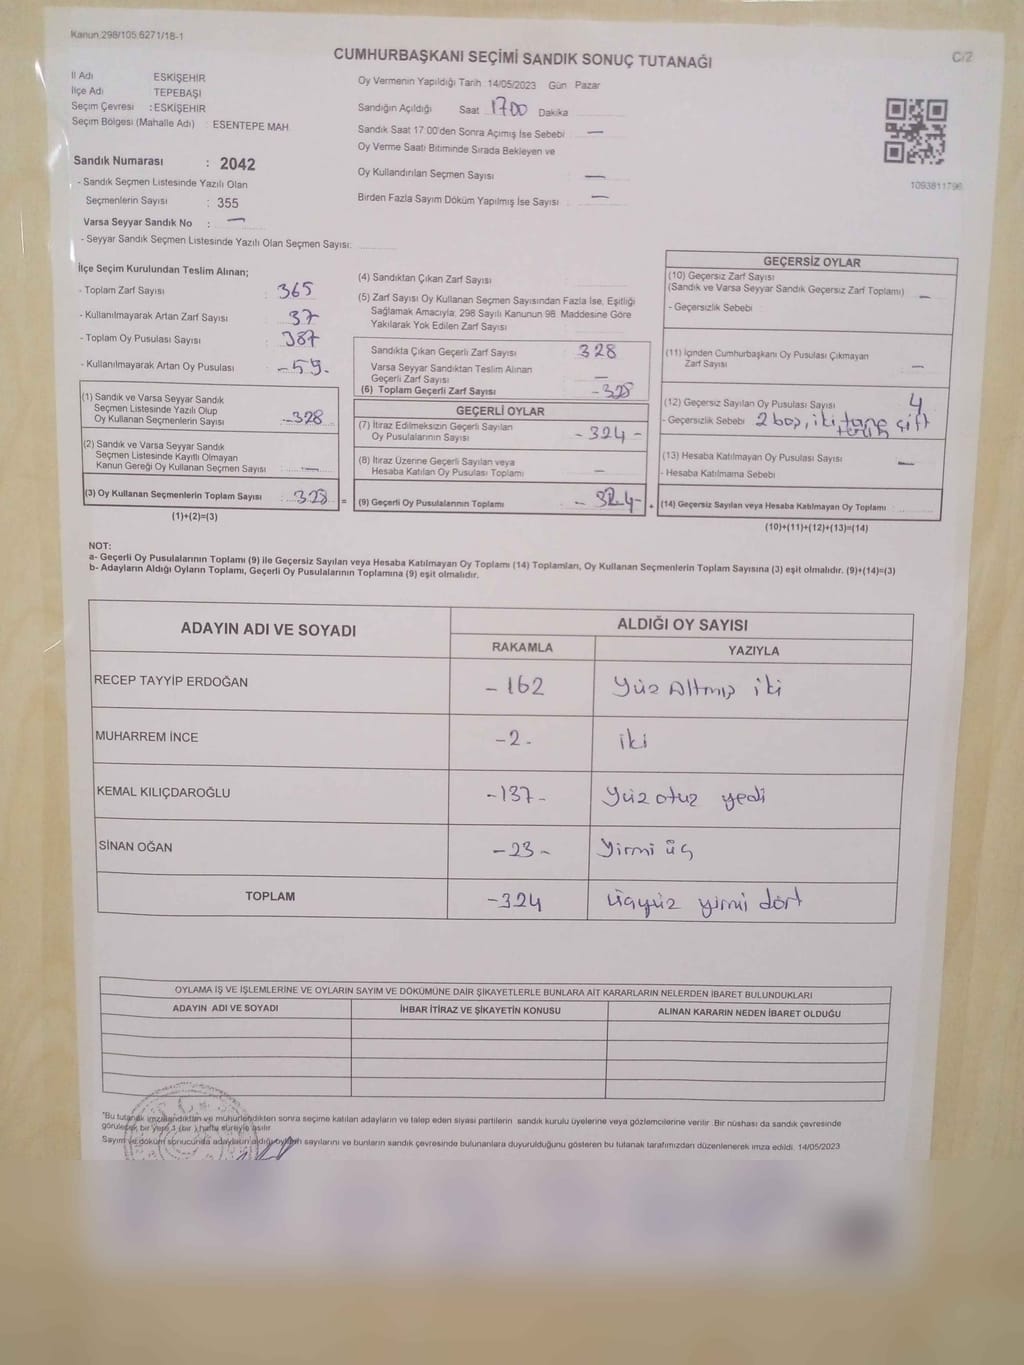 Kanun 298/105.6271/18-1
C/2
CUMHURBAŞKANI SEÇİMİ SANDIK SONUÇ TUTANAĞI
İl Adı ESKİŞEHİR
İlçe Adı TEPEBAŞI
Seçim Çevresi : ESKİŞEHİR
Seçim Bölgesi (Mahalle Adı) : ESENTEPE MAH.
Sandık Numarası : 2042
- Sandık Seçmen Listesinde Yazılı Olan
Seçmenlerin Sayısı : 355
Varsa Seyyar Sandık No : —
- Seyyar Sandık Seçmen Listesinde Yazılı Olan Seçmen Sayısı:
Oy Vermenin Yapıldığı Tarih 14/05/2023 Gün Pazar
Sandığın Açıldığı Saat 1700 Dakika
Sandık Saat 17 00'den Sonra Açımış İse Sebebi : —
Oy Verme Saati Bitiminde Sırada Bekleyen ve
Oy Kullandırılan Seçmen Sayısı —
Birden Fazla Sayım Döküm Yapılmış İse Sayısı : —
1093811796
İlçe Seçim Kurulundan Teslim Alınan;
- Toplam Zarf Sayısı : 365
- Kullanılmayarak Artan Zarf Sayısı : 37
- Toplam Oy Pusulası Sayısı : 387
- Kullanılmayarak Artan Oy Pusulası -59-
(1) Sandık ve Varsa Seyyar Sandık
Seçmen Listesinde Yazılı Olup
Oy Kullanan Seçmenlerin Sayısı -328
(2) Sandık ve Varsa Seyyar Sandık
Seçmen Listesinde Kayıtlı Olmayan
Kanun Gereği Oy Kullanan Seçmen Sayısı —
(3) Oy Kullanan Seçmenlerin Toplam Sayısı 328 =
(1)+(2)=(3)
(4) Sandıktan Çıkan Zarf Sayısı
(5) Zarf Sayısı Oy Kullanan Seçmen Sayısından Fazla İse, Eşitliği
Sağlamak Amacıyla, 298 Sayılı Kanunun 98. Maddesine Göre
Yakılarak Yok Edilen Zarf Sayısı
Sandıkta Çıkan Geçerli Zarf Sayısı 328
Varsa Seyyar Sandıktan Teslim Alınan
Geçerli Zarf Sayısı —
(6) Toplam Geçerli Zarf Sayısı -328
GEÇERLİ OYLAR
(7) İtiraz Edilmeksizin Geçerli Sayılan
Oy Pusulalarının Sayısı -324-
(8) İtiraz Üzerine Geçerli Sayılan veya
Hesaba Katılan Oy Pusulası Toplamı —
(9) Geçerli Oy Pusulalarının Toplamı - 324- +
GEÇERSİZ OYLAR
(10) Geçersiz Zarf Sayısı
(Sandık ve Varsa Seyyar Sandık Geçersiz Zarf Toplamı) —
- Geçersizlik Sebebi
(11) İçinden Cumhurbaşkanı Oy Pusulası Çıkmayan
Zarf Sayısı —
(12) Geçersiz Sayılan Oy Pusulası Sayısı 4
- Geçersizlik Sebebi 2 boş, iki tane çift
(13) Hesaba Katılmayan Oy Pusulası Sayısı —
- Hesaba Katılmama Sebebi
(14) Geçersiz Sayılan veya Hesaba Katılmayan Oy Toplamı
(10)+(11)+(12)+(13)=(14)
NOT:
a- Geçerli Oy Pusulalarının Toplamı (9) ile Geçersiz Sayılan veya Hesaba Katılmayan Oy Toplamı (14) Toplamları, Oy Kullanan Seçmenlerin Toplam Sayısına (3) eşit olmalıdır. (9)+(14)=(3)
b- Adayların Aldığı Oyların Toplamı, Geçerli Oy Pusulalarının Toplamına (9) eşit olmalıdır.
ADAYIN ADI VE SOYADI ALDIĞI OY SAYISI
RAKAMLA YAZIYLA
RECEP TAYYİP ERDOĞAN -162 Yüz Altmış iki
MUHARREM İNCE -2- iki
KEMAL KILIÇDAROĞLU -137- Yüz otuz yedi
SİNAN OĞAN -23- Yirmi üç
TOPLAM -324 üçyüz yirmi dört
OYLAMA İŞ VE İŞLEMLERİNE VE OYLARIN SAYIM VE DÖKÜMÜNE DAİR ŞİKAYETLERLE BUNLARA AİT KARARLARIN NELERDEN İBARET BULUNDUKLARI
ADAYIN ADI VE SOYADI İHBAR İTİRAZ VE ŞİKAYETİN KONUSU ALINAN KARARIN NEDEN İBARET OLDUĞU
"Bu tutanak imzalandıktan ve mühürlendikten sonra seçime katılan adayların ve talep eden siyasi partilerin sandık kurulu üyelerine veya gözlemcilerine verilir. Bir nüshası da sandık çevresinde
görülecek bir yere 1 (bir) hafta süreyle asılır
Sayım ve döküm sonucunda adayların aldığı oyların sayılarını ve bunların sandık çevresinde bulunanlara duyurulduğunu gösteren bu tutanak tarafımızdan düzenlenerek imza edildi. 14/05/2023